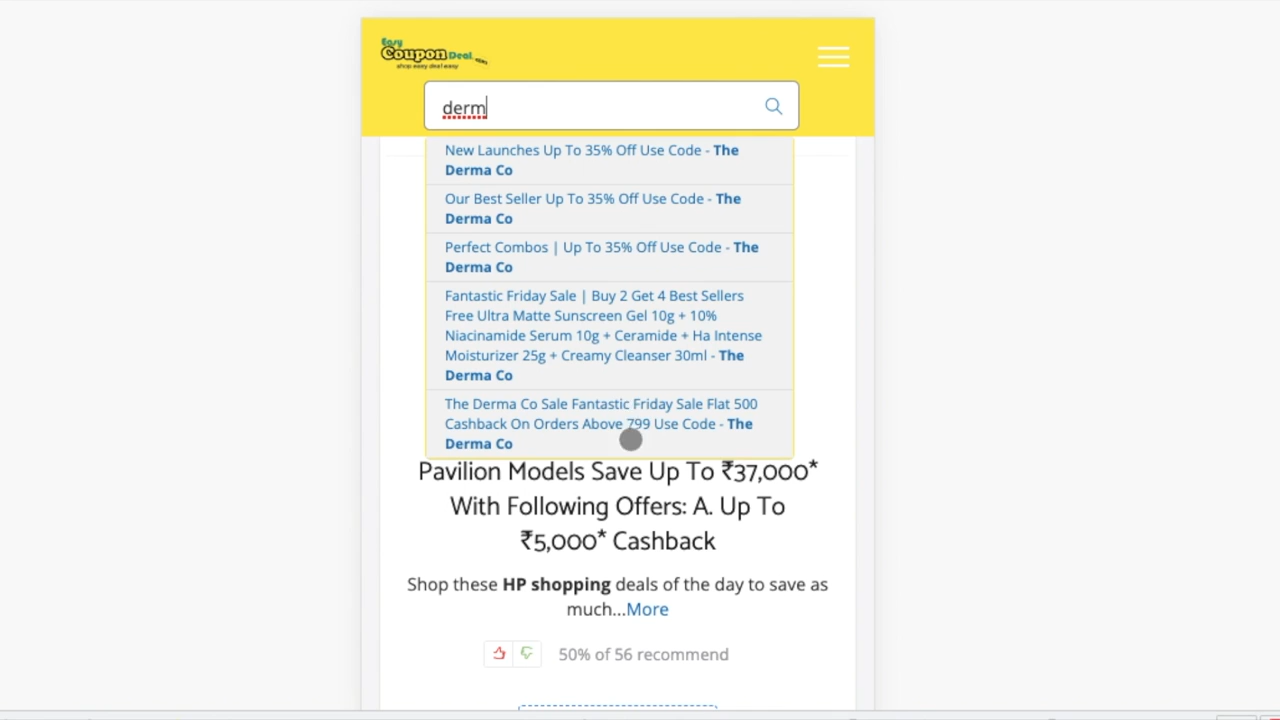 Easy
Coupon Deal .com
shop easy deal easy
derm
New Launches Up To 35% Off Use Code - The
Derma Co
Our Best Seller Up To 35% Off Use Code - The
Derma Co
Perfect Combos | Up To 35% Off Use Code - The
Derma Co
Fantastic Friday Sale | Buy 2 Get 4 Best Sellers
Free Ultra Matte Sunscreen Gel 10g + 10%
Niacinamide Serum 10g + Ceramide + Ha Intense
Moisturizer 25g + Creamy Cleanser 30ml - The
Derma Co
The Derma Co Sale Fantastic Friday Sale Flat 500
Cashback On Orders Above 799 Use Code - The
Derma Co
Pavilion Models Save Up To ₹37,000*
With Following Offers: A. Up To
₹5,000* Cashback
Shop these HP shopping deals of the day to save as
much...More
50% of 56 recommend